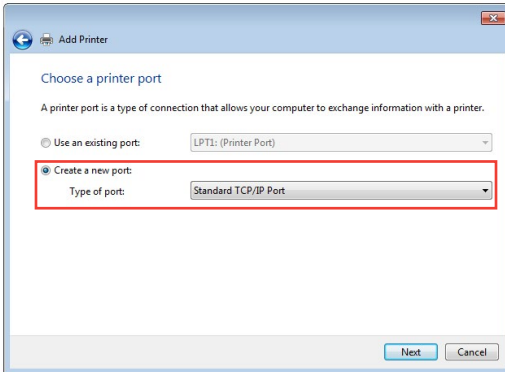 Add Printer
Choose a printer port
A printer port is a type of connection that allows your computer to exchange information with a printer.
Use an existing port: LPT1: (Printer Port)
Create a new port:
Type of port: Standard TCP/IP Port
Next Cancel